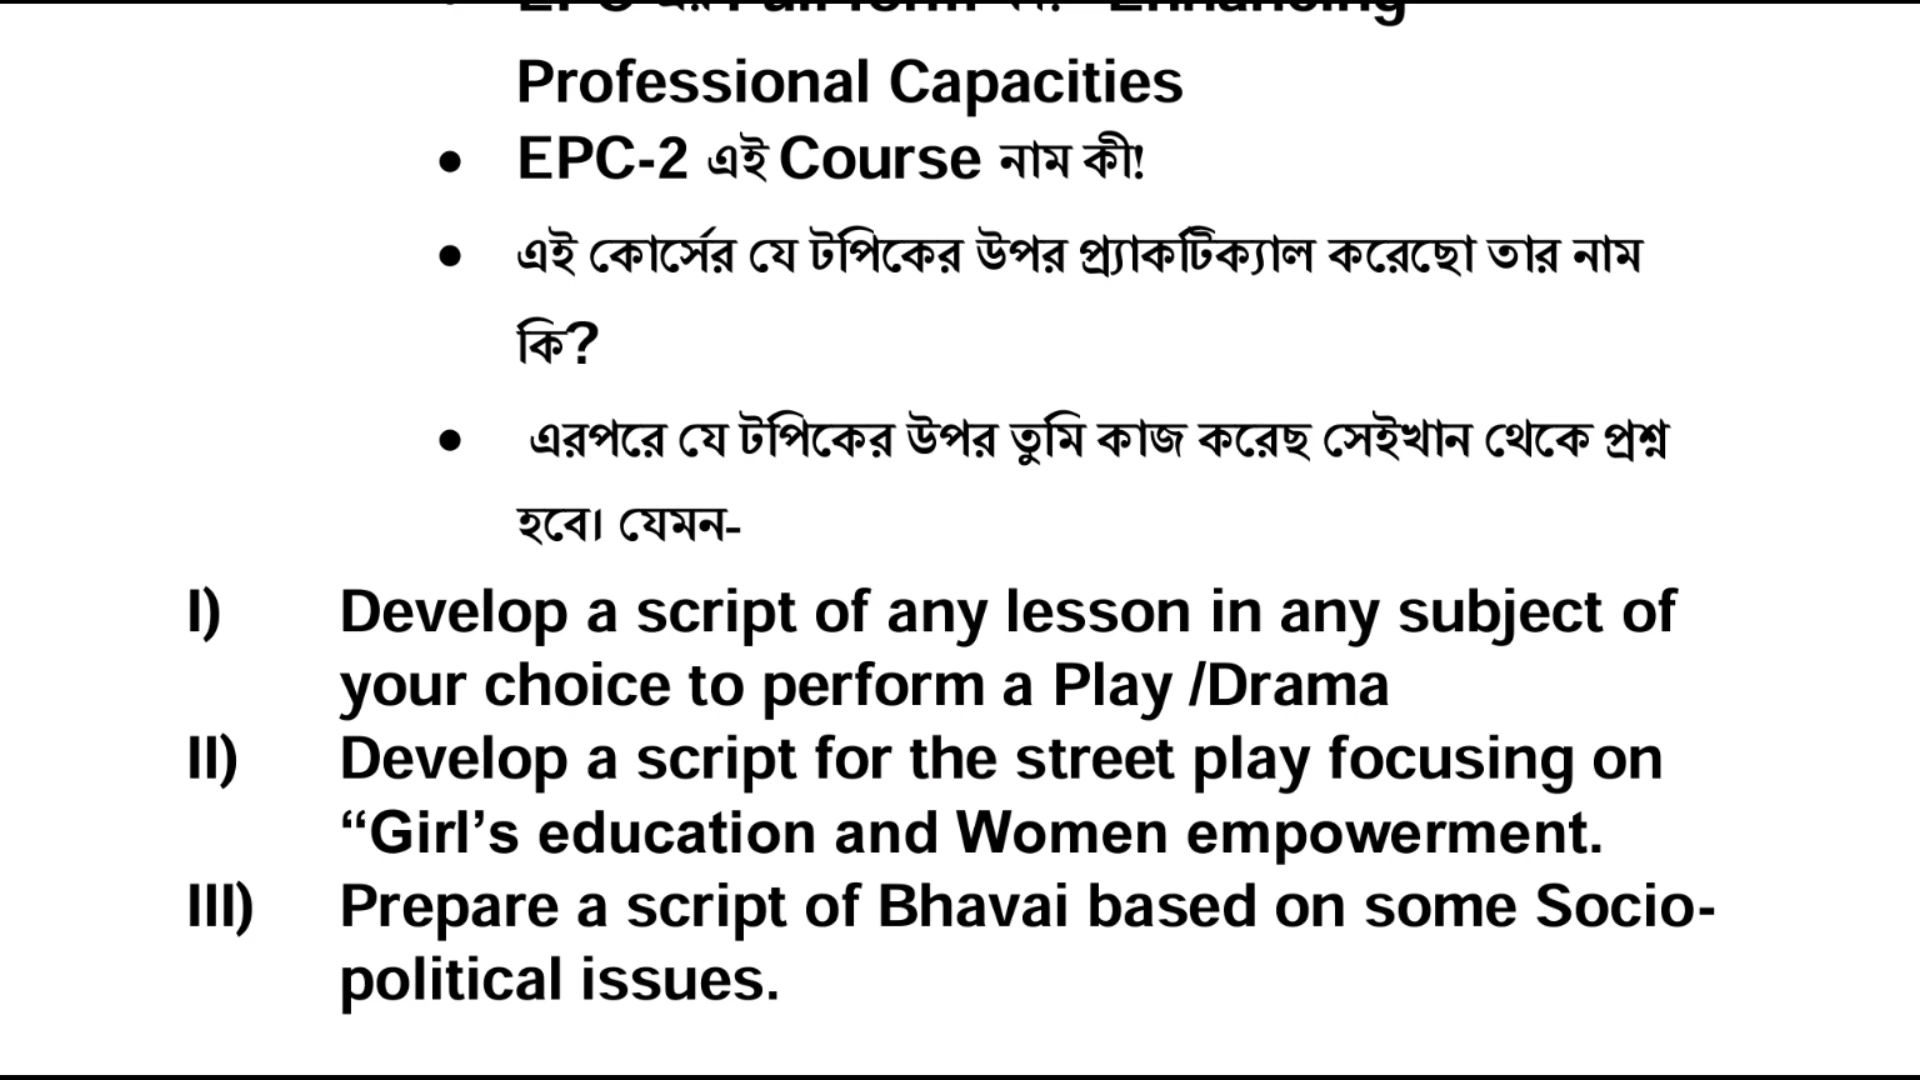 Professional Capacities
• EPC-2 এই Course নাম কী!
• এই কোর্সের যে টপিকের উপর প্র্যাকটিক্যাল করেছো তার নাম
কি?
• এরপরে যে টপিকের উপর তুমি কাজ করেছ সেইখান থেকে প্রশ্ন
হবে। যেমন-
I) Develop a script of any lesson in any subject of
your choice to perform a Play /Drama
II) Develop a script for the street play focusing on
“Girl’s education and Women empowerment.
III) Prepare a script of Bhavai based on some Socio-
political issues.